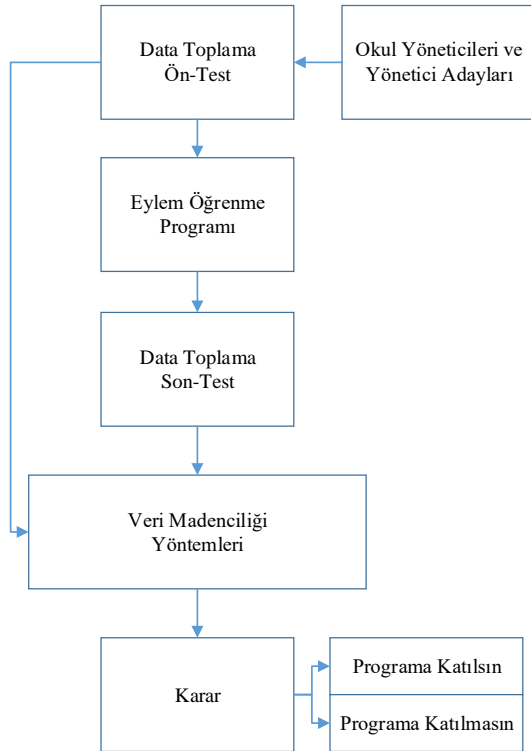 Data Toplama
Ön-Test
Okul Yöneticileri ve
Yönetici Adayları
Eylem Öğrenme
Programı
Data Toplama
Son-Test
Veri Madenciliği
Yöntemleri
Karar
Programa Katılsın
Programa Katılmasın